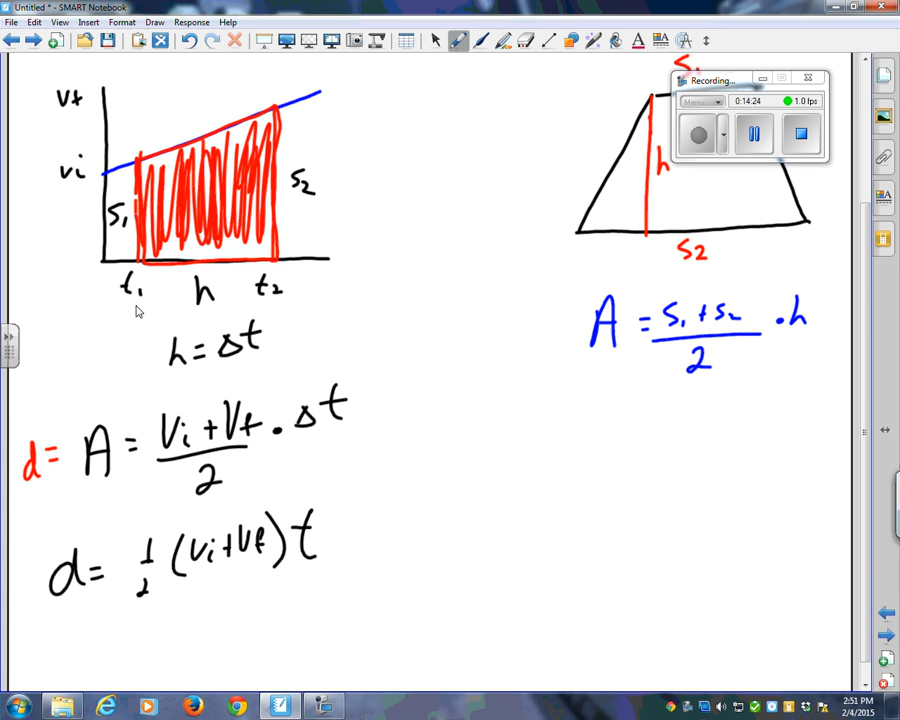 Untitled * - SMART Notebook
File Edit View Insert Format Draw Response Help
Recording...
Menu
0:14:24
1.0 fps
vf
vi
s1
s2
t1 h t2
h = Δt
d = A = Vi + Vf / 2 · Δt
d = 1/2 (Vi + Vf) t
s1
h
s2
A = s1 + s2 / 2 · h
2:51 PM
2/4/2015